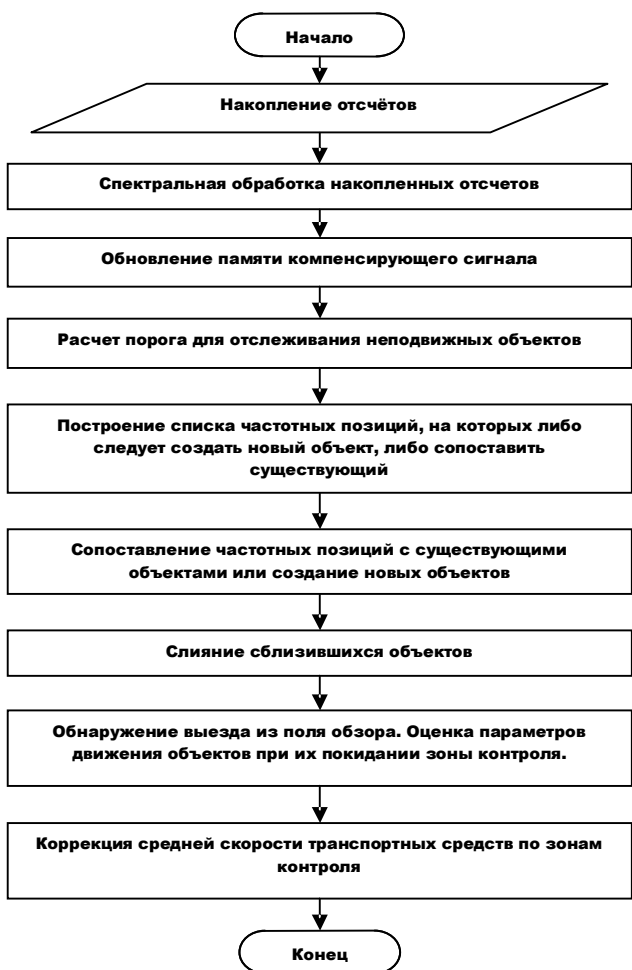 Начало
Накопление отсчётов
Спектральная обработка накопленных отсчетов
Обновление памяти компенсирующего сигнала
Расчет порога для отслеживания неподвижных объектов
Построение списка частотных позиций, на которых либо
следует создать новый объект, либо сопоставить
существующий
Сопоставление частотных позиций с существующими
объектами или создание новых объектов
Слияние сблизившихся объектов
Обнаружение выезда из поля обзора. Оценка параметров
движения объектов при их покидании зоны контроля.
Коррекция средней скорости транспортных средств по зонам
контроля
Конец